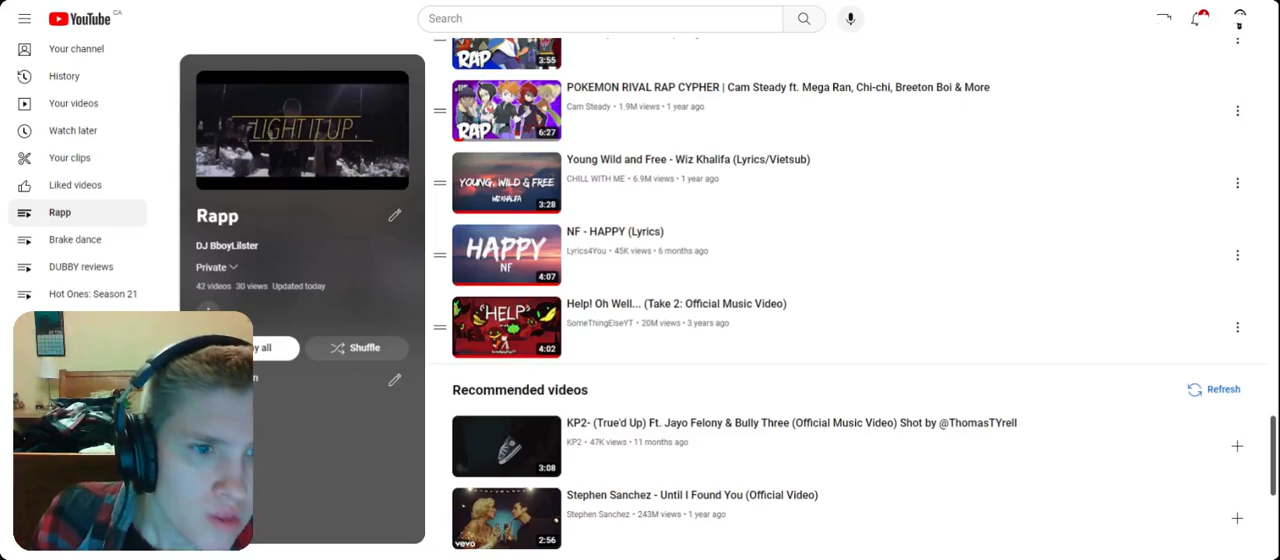 YouTube CA
Search
Your channel
History
Your videos
Watch later
Your clips
Liked videos
Rapp
Brake dance
DUBBY reviews
Hot Ones: Season 21
LIGHT IT UP.
Rapp
DJ BboyLilster
Private
42 videos 30 views Updated today
Shuffle
RAP
3:55
RAP
6:27
POKEMON RIVAL RAP CYPHER | Cam Steady ft. Mega Ran, Chi-chi, Breeton Boi & More
Cam Steady • 1.9M views • 1 year ago
YOUNG, WILD & FREE
WIZ KHALIFA
3:28
Young Wild and Free - Wiz Khalifa (Lyrics/Vietsub)
CHILL WITH ME • 6.9M views • 1 year ago
HAPPY
NF
4:07
NF - HAPPY (Lyrics)
Lyrics4You • 45K views • 6 months ago
"HELP"
4:02
Help! Oh Well... (Take 2: Official Music Video)
SomeThingElseYT • 20M views • 3 years ago
Recommended videos
Refresh
3:08
KP2- (True'd Up) Ft. Jayo Felony & Bully Three (Official Music Video) Shot by @ThomasTYrell
KP2 • 47K views • 11 months ago
vevo
2:56
Stephen Sanchez - Until I Found You (Official Video)
Stephen Sanchez • 243M views • 1 year ago